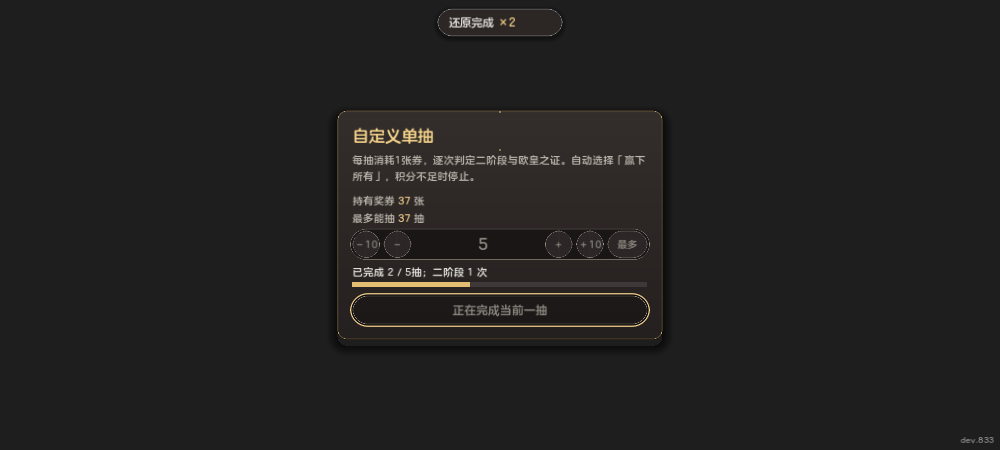 还原完成 ×2
自定义单抽
每抽消耗1张券，逐次判定二阶段与欧皇之证。自动选择「赢下
所有」，积分不足时停止。
持有奖券 37 张
最多能抽 37 抽
－10 － 5 + +10 最多
已完成 2 / 5抽；二阶段 1 次
正在完成当前一抽
dev.833